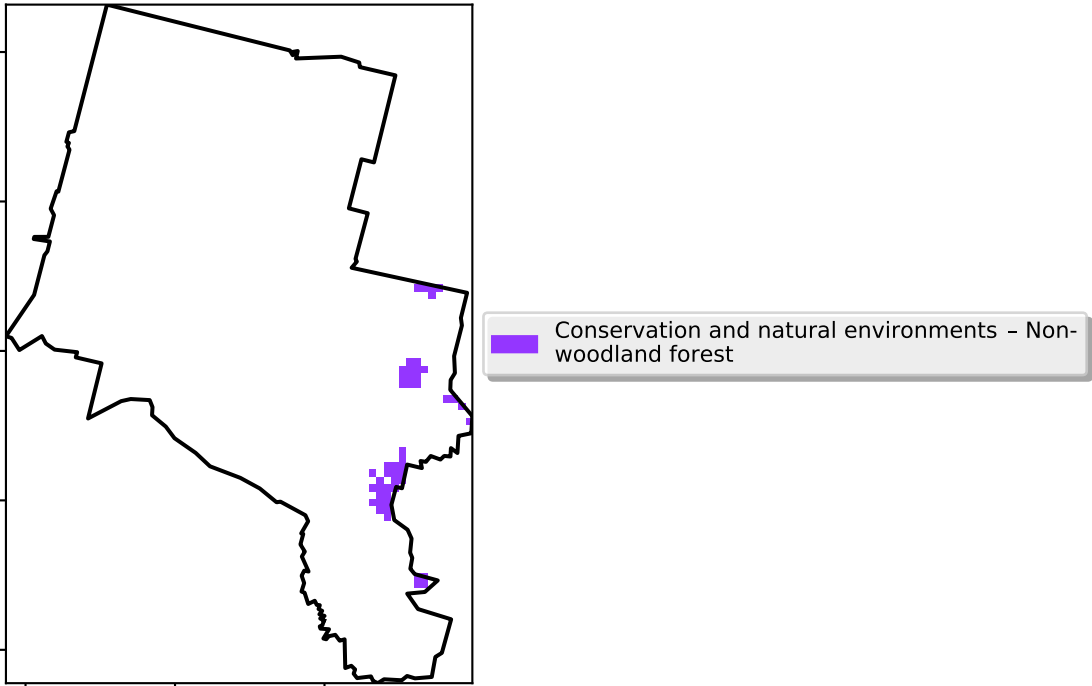 Conservation and natural environments – Non-
woodland forest